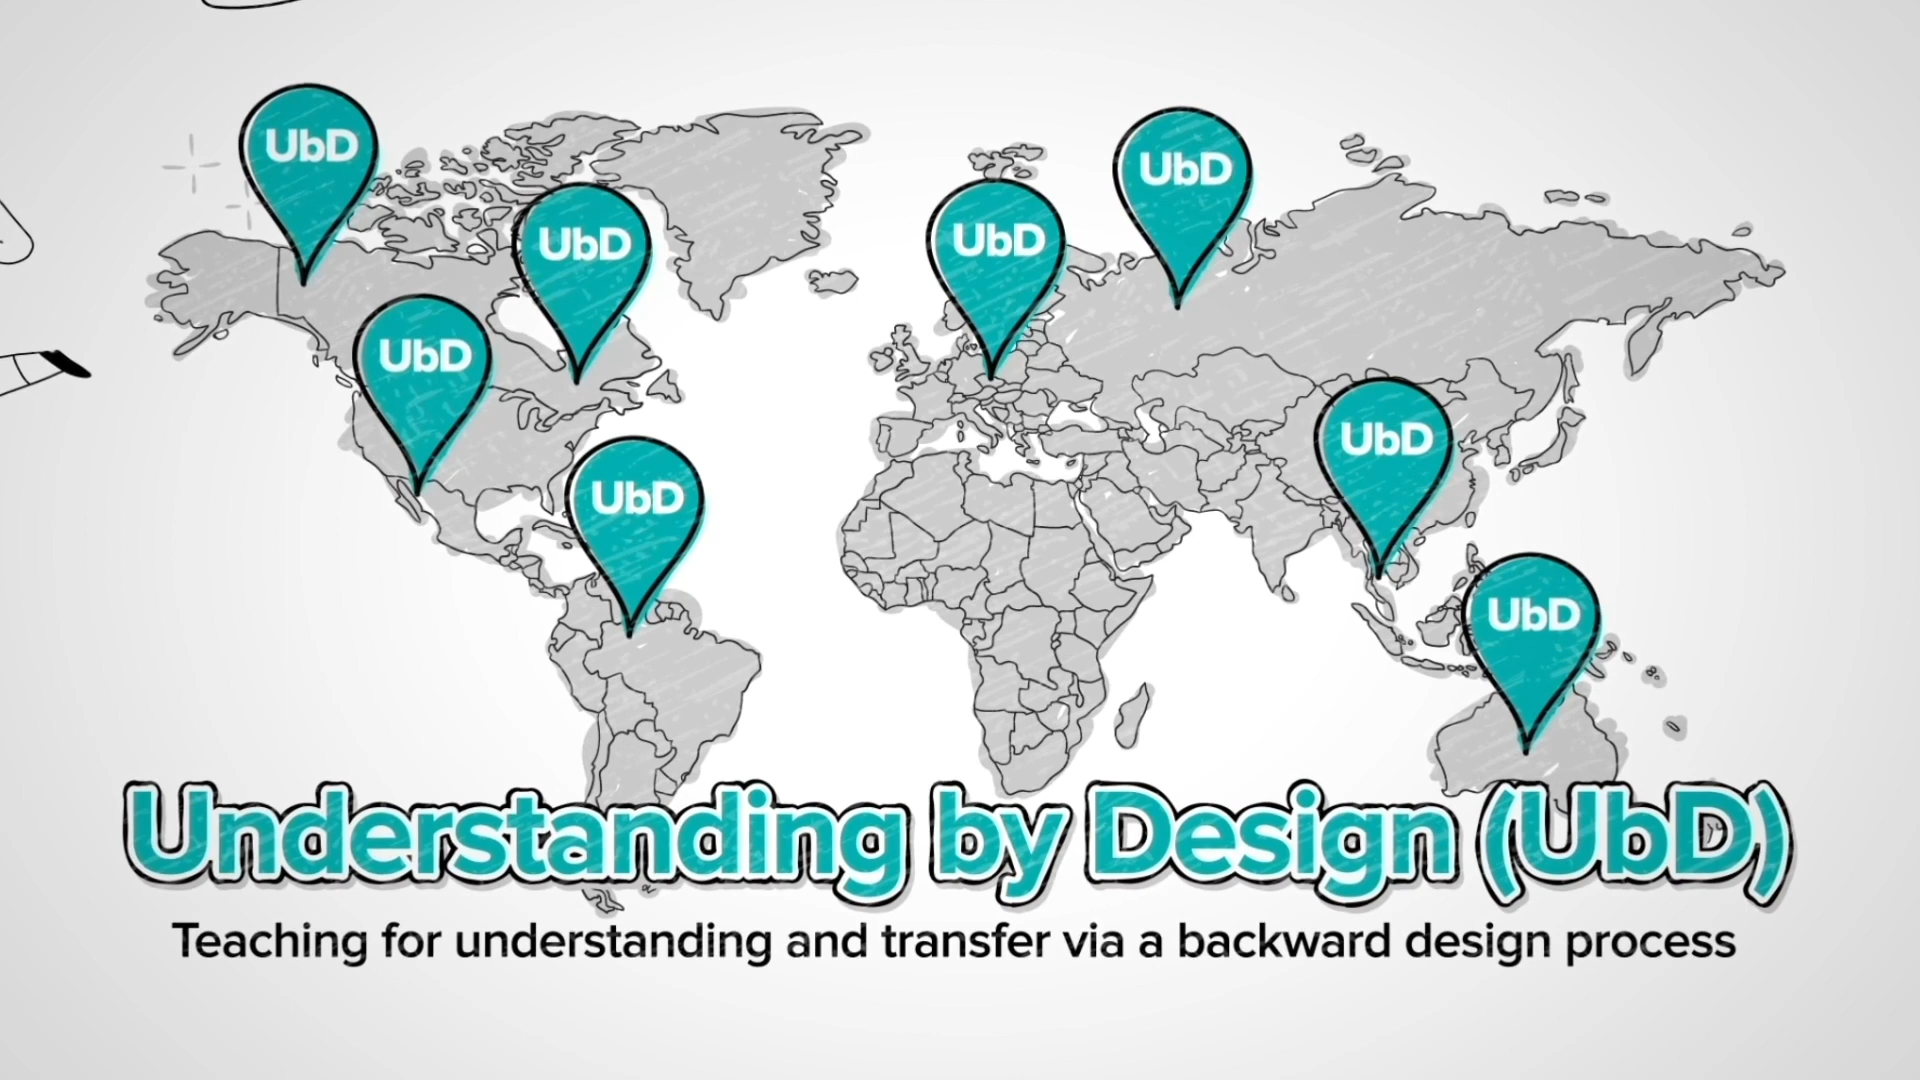 UbD
UbD
UbD
UbD
UbD
UbD
UbD
UbD
Understanding by Design (UbD)
Teaching for understanding and transfer via a backward design process